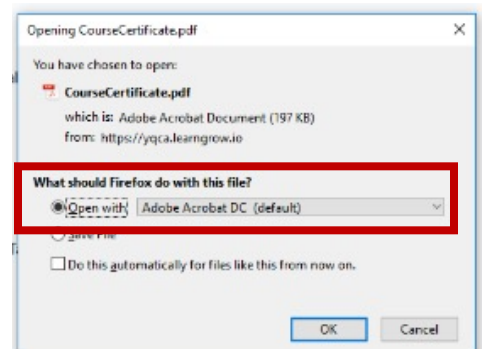 Opening CourseCertificate.pdf
You have chosen to open:
CourseCertificate.pdf
which is: Adobe Acrobat Document (197 KB)
from: https://yqca.learngrow.io
What should Firefox do with this file?
Open with Adobe Acrobat DC (default)
Save File
Do this automatically for files like this from now on.
OK Cancel